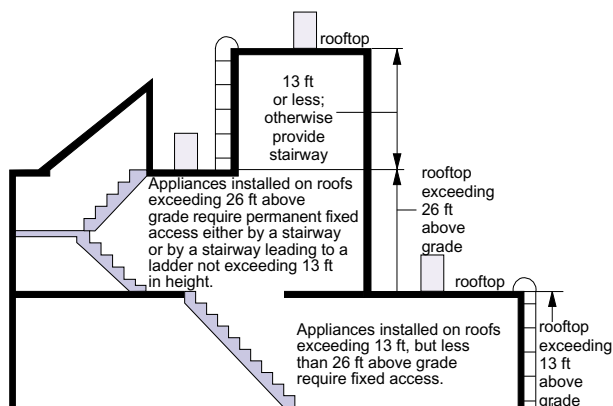 rooftop
13 ft
or less;
otherwise
provide
stairway
rooftop
exceeding
26 ft
above
grade
Appliances installed on roofs
exceeding 26 ft above
grade require permanent fixed
access either by a stairway
or by a stairway leading to a
ladder not exceeding 13 ft
in height.
rooftop
Appliances installed on roofs
exceeding 13 ft, but less
than 26 ft above grade
require fixed access.
rooftop
exceeding
13 ft
above
grade